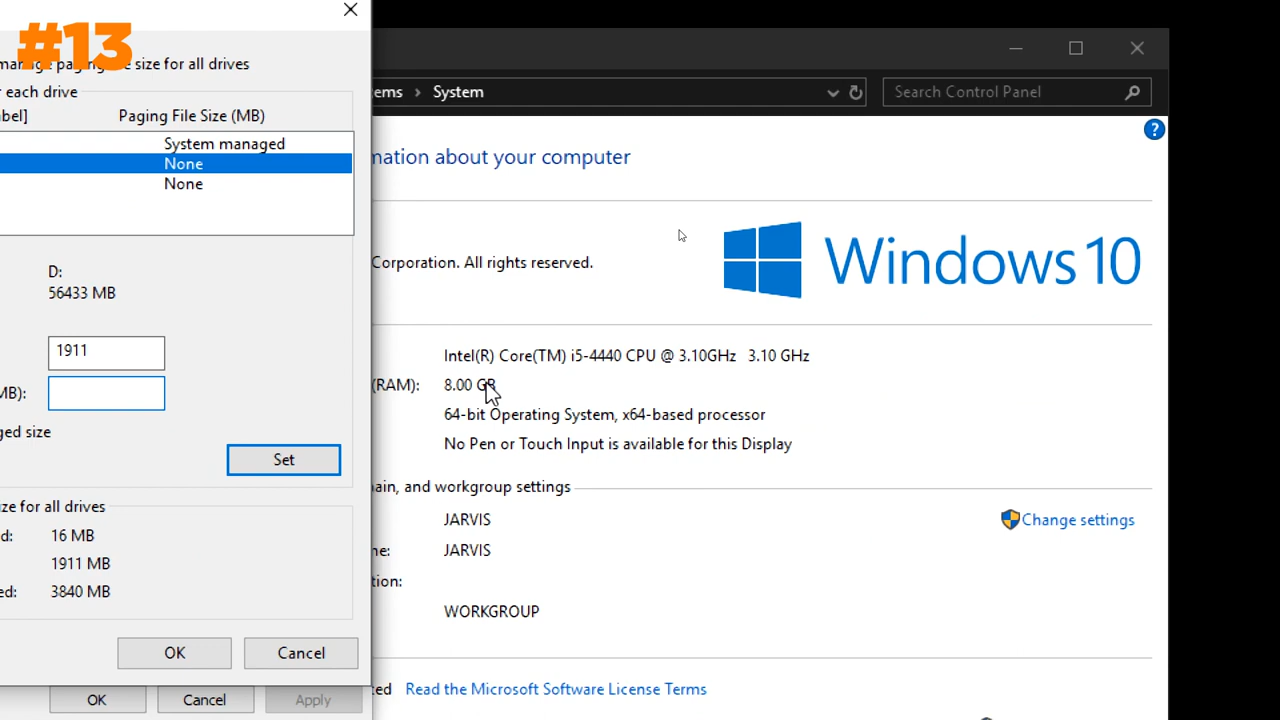 #13
manage paging file size for all drives
each drive
abel]
Paging File Size (MB)
System managed
None
None
D:
56433 MB
1911
MB):
ged size
Set
ze for all drives
d:
16 MB
1911 MB
ed:
3840 MB
OK
Cancel
OK
Cancel
Apply
ems
System
Search Control Panel
?
mation about your computer
Corporation. All rights reserved.
Windows 10
Intel(R) Core(TM) i5-4440 CPU @ 3.10GHz 3.10 GHz
(RAM):
8.00 GB
64-bit Operating System, x64-based processor
No Pen or Touch Input is available for this Display
ain, and workgroup settings
JARVIS
Change settings
me:
JARVIS
tion:
WORKGROUP
ted
Read the Microsoft Software License Terms